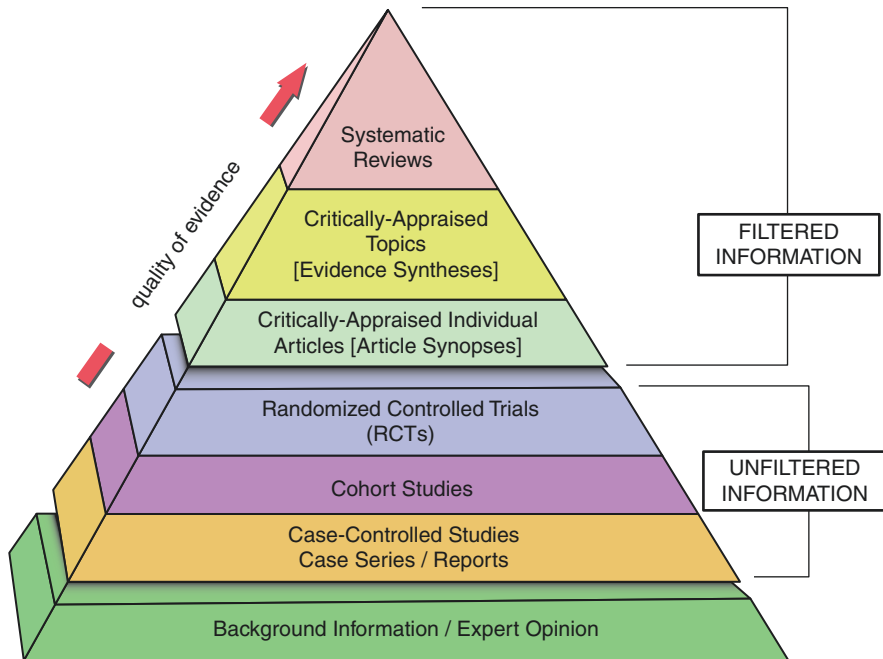 Systematic
Reviews
Critically-Appraised
Topics
[Evidence Syntheses]
Critically-Appraised Individual
Articles [Article Synopses]
Randomized Controlled Trials
(RCTs)
Cohort Studies
Case-Controlled Studies
Case Series / Reports
Background Information / Expert Opinion
quality of evidence
FILTERED
INFORMATION
UNFILTERED
INFORMATION